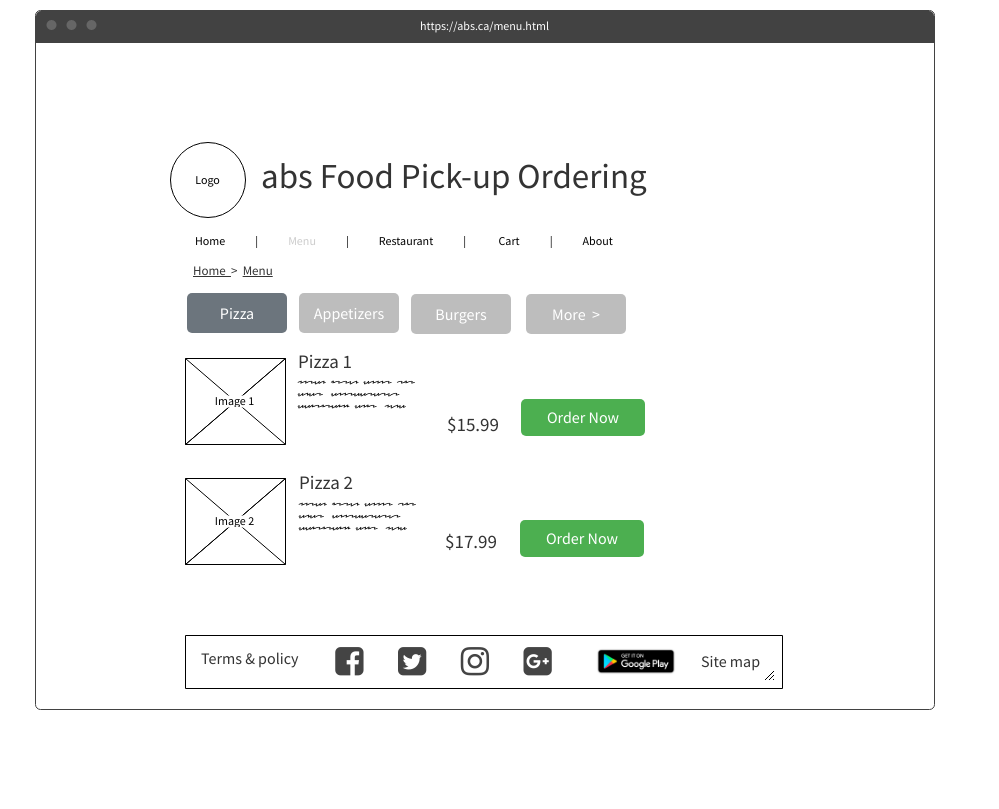 https://abs.ca/menu.html
Logo
abs Food Pick-up Ordering
Home | Menu | Restaurant | Cart | About
Home > Menu
Pizza Appetizers Burgers More >
Pizza 1
Image 1
$15.99 Order Now
Pizza 2
Image 2
$17.99 Order Now
Terms & policy GET IT ON Google Play Site map